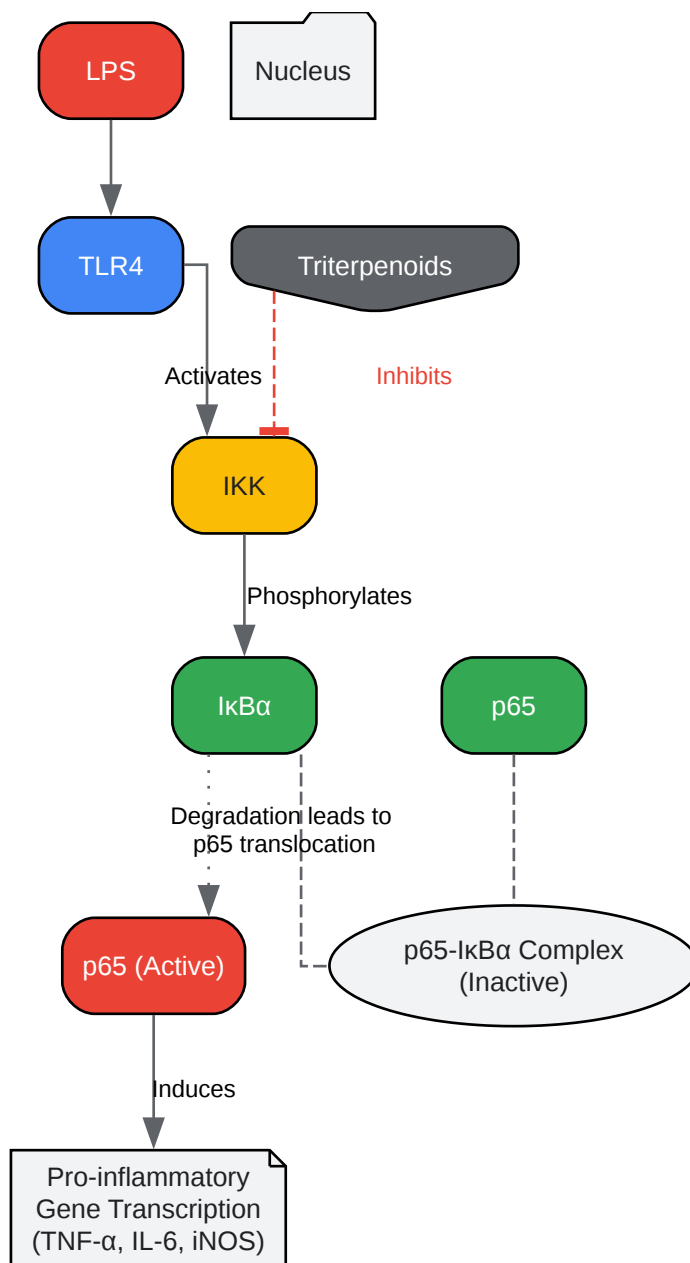 LPS
Nucleus
TLR4
Triterpenoids
Activates
Inhibits
IKK
Phosphorylates
IκBα
p65
Degradation leads to
p65 translocation
p65 (Active)
p65-IκBα Complex
(Inactive)
Induces
Pro-inflammatory
Gene Transcription
(TNF-α, IL-6, iNOS)